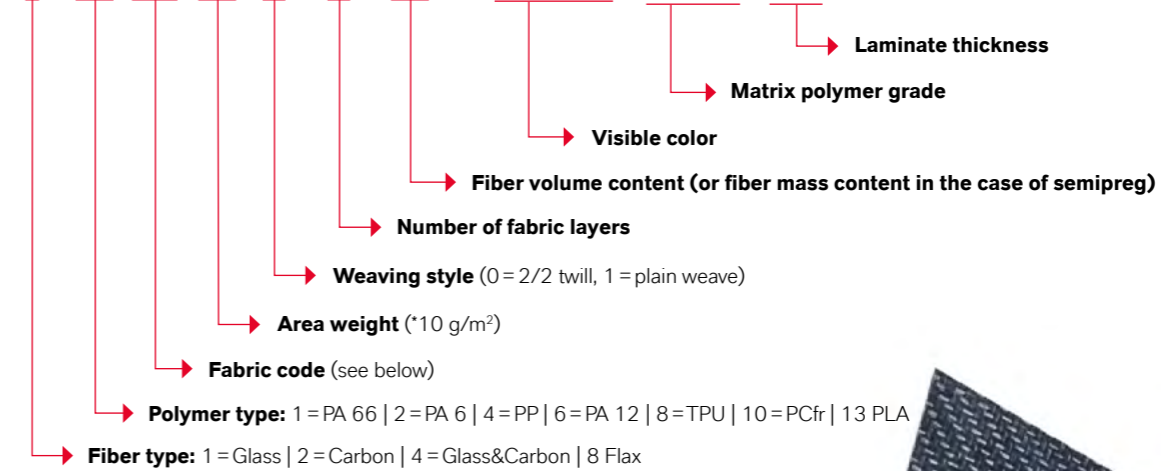 Laminate thickness
Matrix polymer grade
Visible color
Fiber volume content (or fiber mass content in the case of semipreg)
Number of fabric layers
Weaving style (0 = 2/2 twill, 1 = plain weave)
Area weight (*10 g/m²)
Fabric code (see below)
Polymer type: 1 = PA 66 | 2 = PA 6 | 4 = PP | 6 = PA 12 | 8 = TPU | 10 = PCfr | 13 PLA
Fiber type: 1 = Glass | 2 = Carbon | 4 = Glass&Carbon | 8 Flax